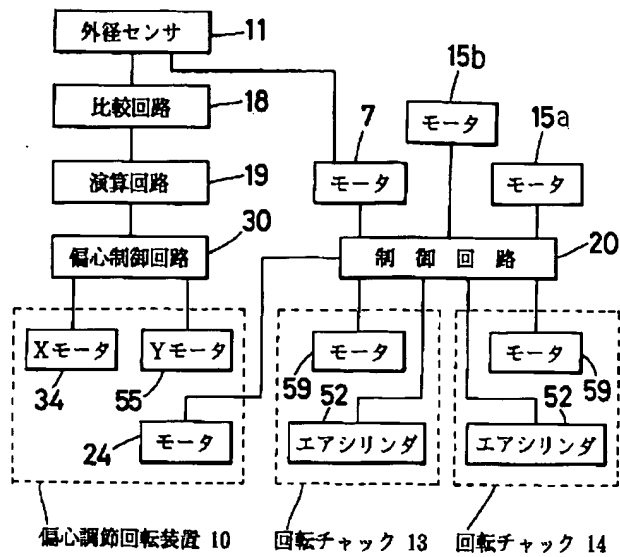 外径センサ
11
比較回路
18
演算回路
19
偏心制御回路
30
Xモータ
34
Yモータ
55
モータ
24
偏心調節回転装置 10
15b
モータ
7
モータ
15a
モータ
制御回路
20
モータ
59
52
エアシリンダ
回転チャック 13
モータ
59
52
エアシリンダ
回転チャック 14